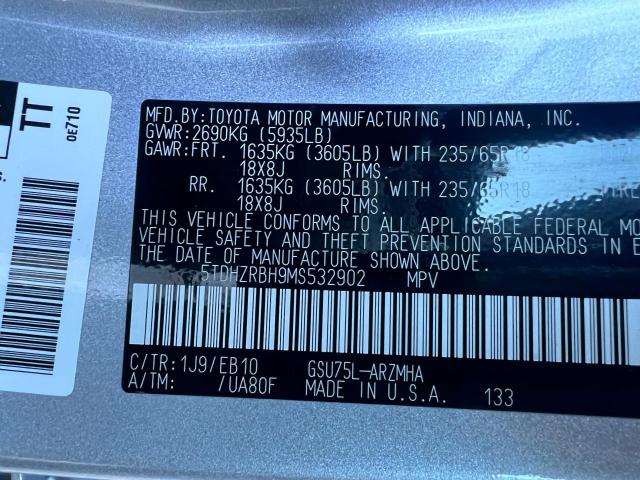 TT
0E710
s.
MFD.BY:TOYOTA MOTOR MANUFACTURING, INDIANA, INC.
GVWR:2690KG (5935LB)
GAWR:FRT. 1635KG (3605LB) WITH 235/65R18
18X8J RIMS.
RR. 1635KG (3605LB) WITH 235/65R18
18X8J RIMS.
THIS VEHICLE CONFORMS TO ALL APPLICABLE FEDERAL MO
VEHICLE SAFETY AND THEFT PREVENTION STANDARDS IN E
THE DATE OF MANUFACTURE SHOWN ABOVE.
5TDHZRBH9MS532902 MPV
C/TR:1J9/EB10 GSU75L-ARZMHA
A/TM: /UA80F MADE IN U.S.A. 133